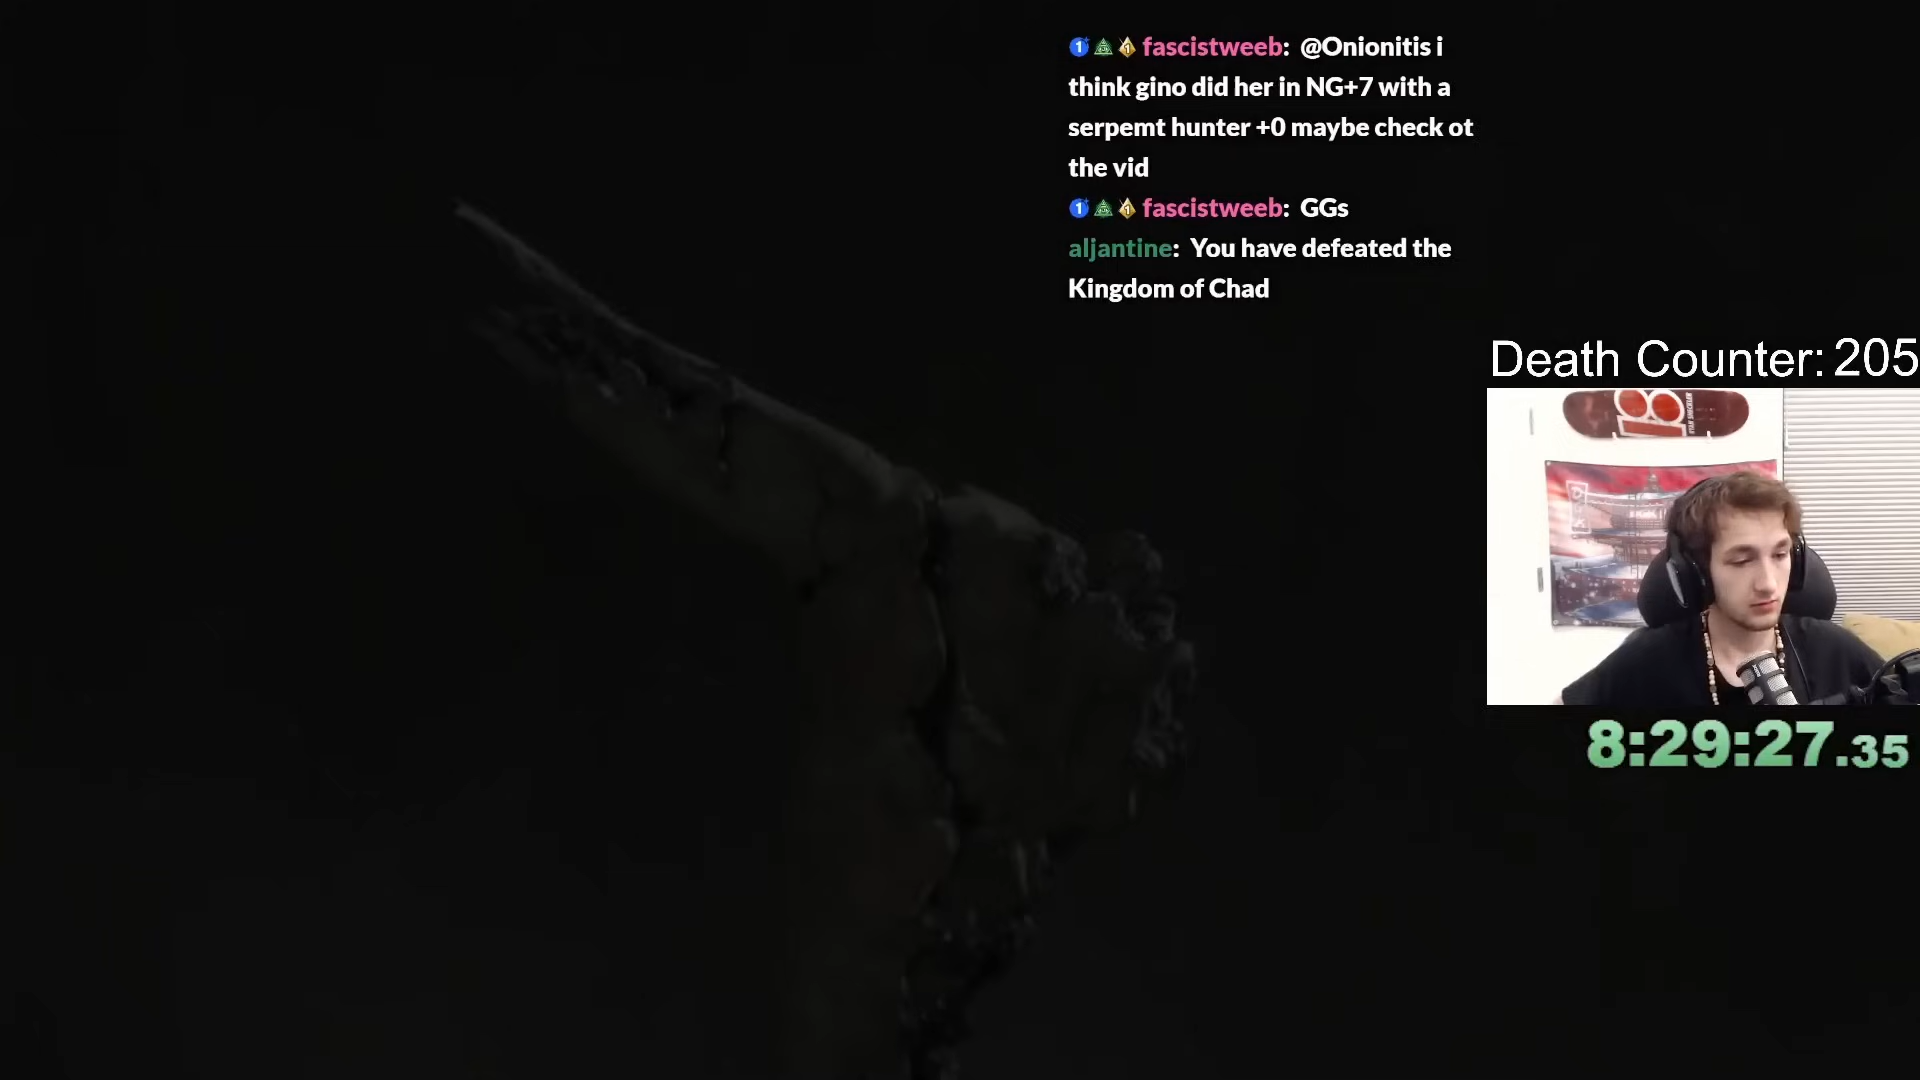 fascistweeb: @Onionitis i
think gino did her in NG+7 with a
serpemt hunter +0 maybe check ot
the vid
fascistweeb: GGs
aljantine: You have defeated the
Kingdom of Chad
Death Counter: 205
8:29:27.35